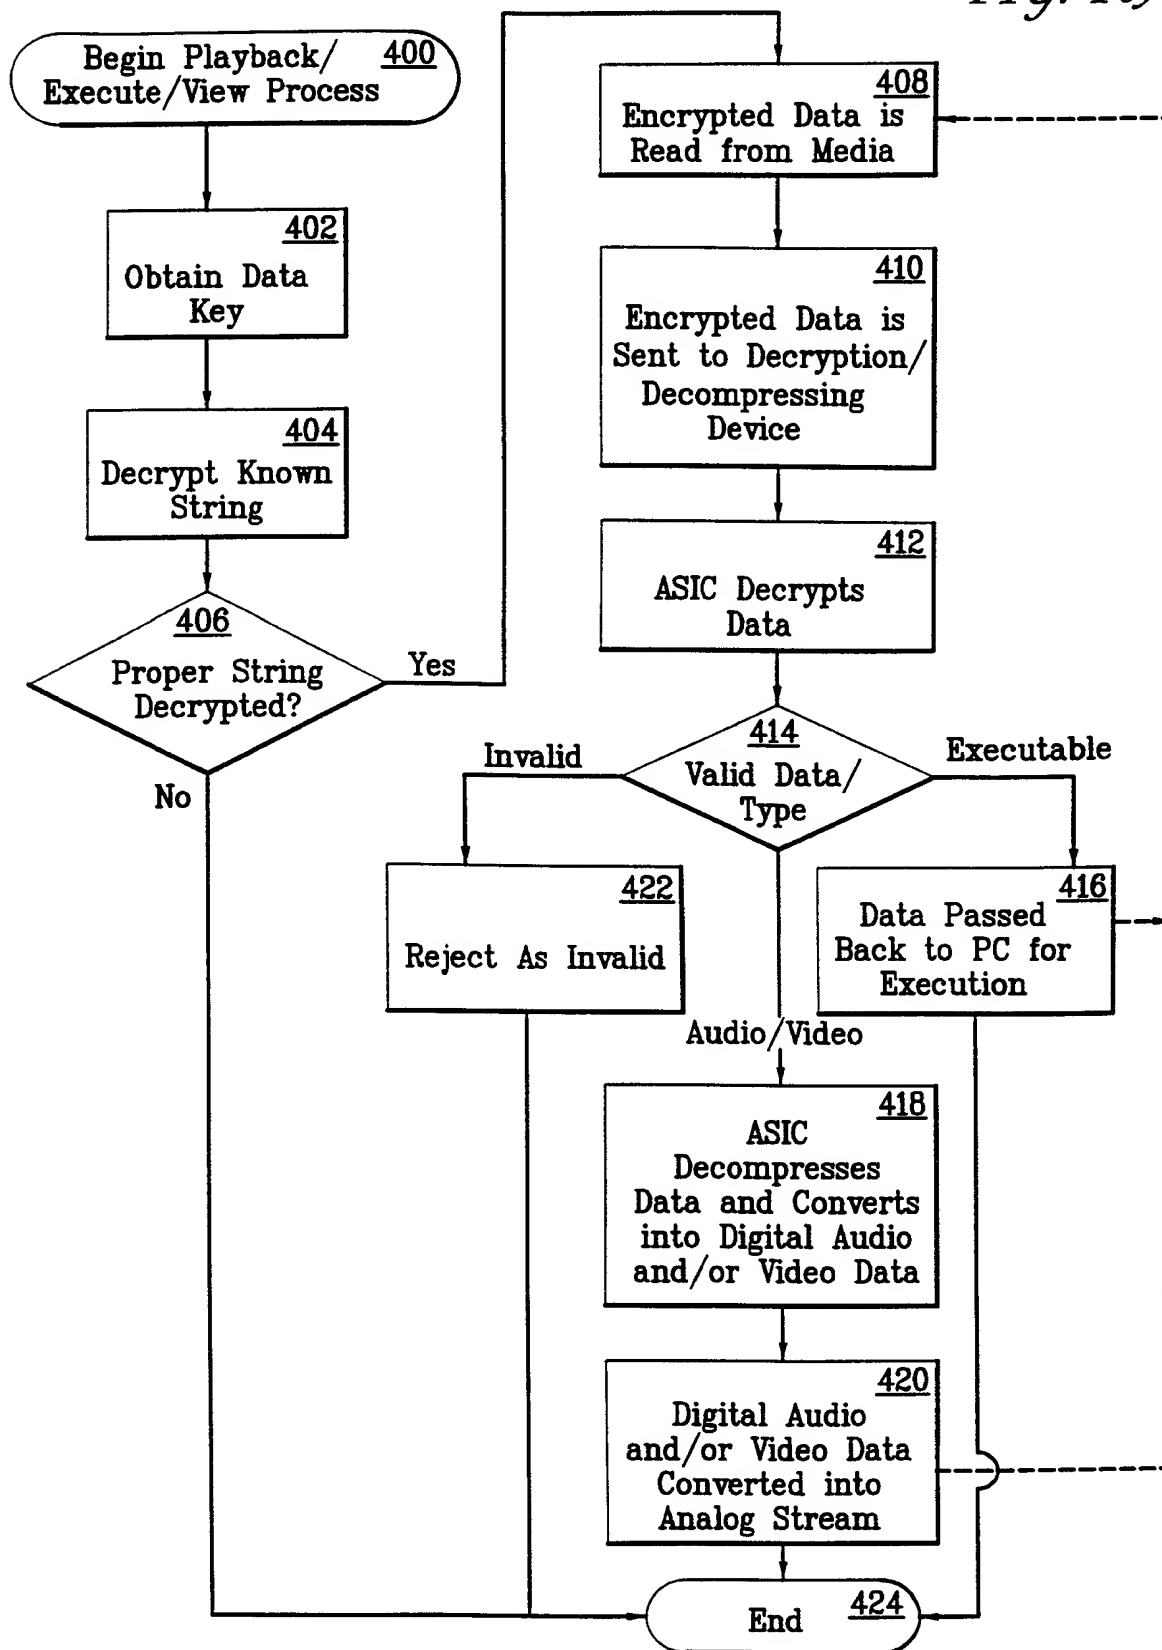 Begin Playback/ 400
Execute/View Process
402
Obtain Data
Key
404
Decrypt Known
String
406
Proper String
Decrypted?
Yes
No
408
Encrypted Data is
Read from Media
410
Encrypted Data is
Sent to Decryption/
Decompressing
Device
412
ASIC Decrypts
Data
414
Valid Data/
Type
Invalid
Executable
422
Reject As Invalid
416
Data Passed
Back to PC for
Execution
Audio/Video
418
ASIC
Decompresses
Data and Converts
into Digital Audio
and/or Video Data
420
Digital Audio
and/or Video Data
Converted into
Analog Stream
End 424